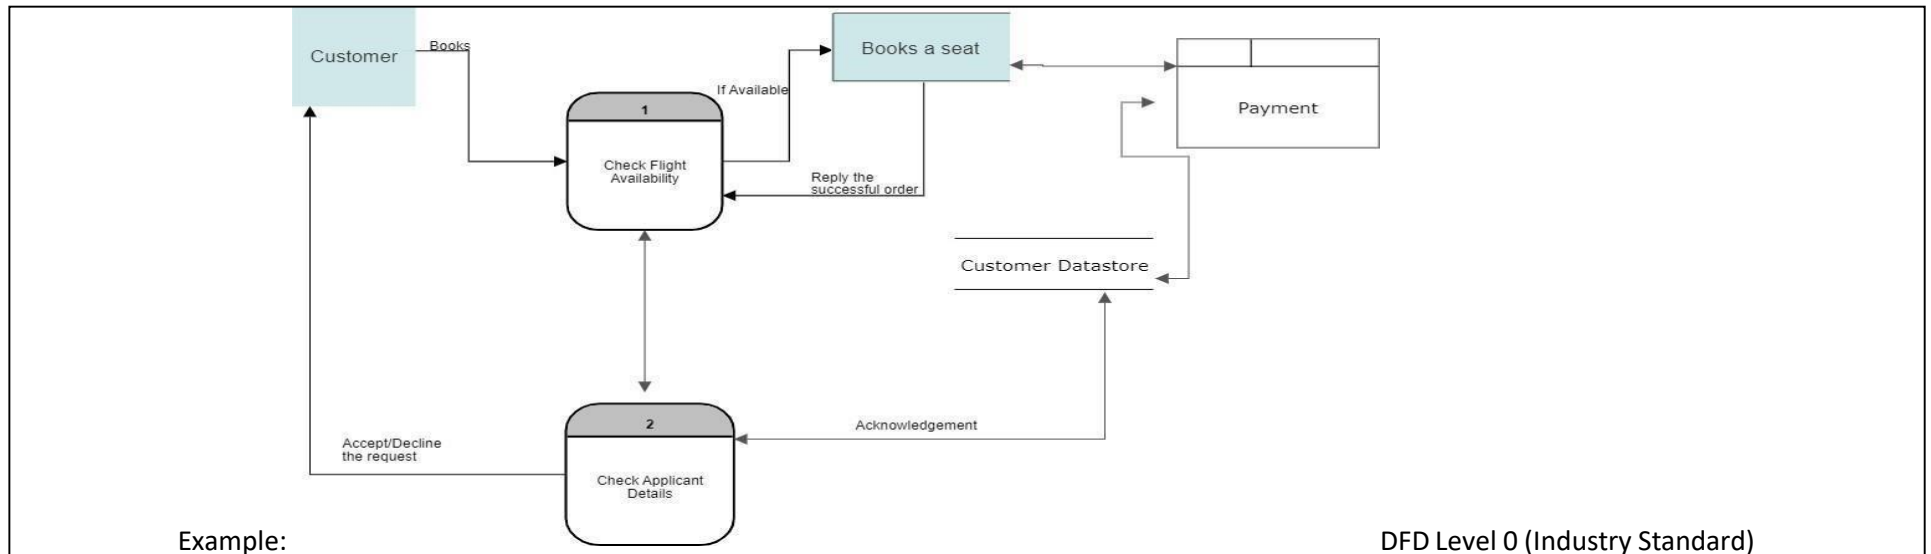 Customer
Books
Books a seat
If Available
1
Check Flight
Availability
Reply the
successful order
Payment
Customer Datastore
2
Check Applicant
Details
Acknowledgement
Accept/Decline
the request
Example:
DFD Level 0 (Industry Standard)